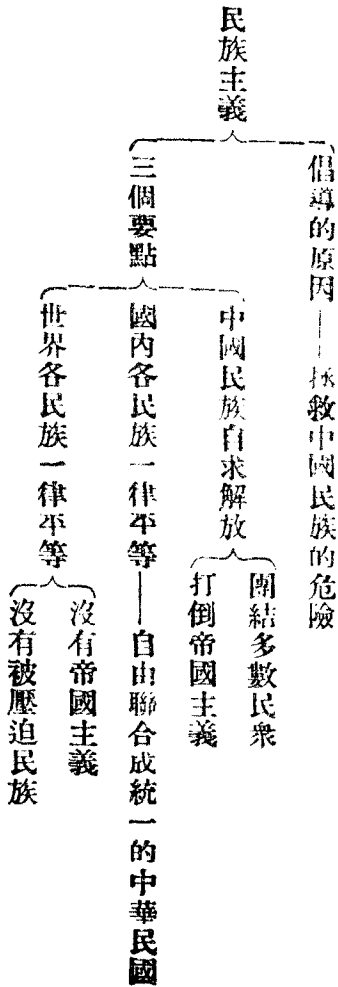 民族主義
倡導的原因——拯救中國民族的危險
三個要點
中國民族自求解放
團結多數民衆
打倒帝國主義
國內各民族一律平等——自由聯合成統一的中華民國
世界各民族一律平等
沒有帝國主義
沒有被壓迫民族